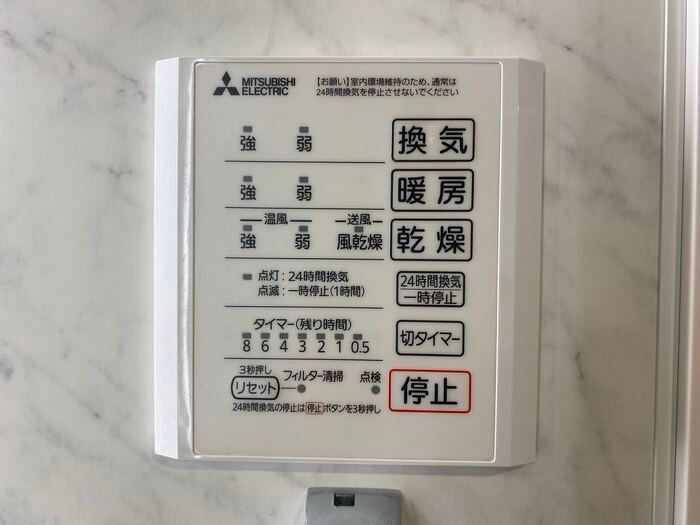 MITSUBISHI
ELECTRIC
【お願い】室内環境維持のため、通常は
24時間換気を停止させないでください
強 弱 換気
強 弱 暖房
温風 送風
強 弱 風乾燥 乾燥
点灯:24時間換気
点滅:一時停止(1時間)
24時間換気
一時停止
タイマー(残り時間)
8 6 4 3 2 1 0.5
切タイマー
3秒押し
リセット フィルター清掃 点検
停止
24時間換気の停止は 停止 ボタンを3秒押し